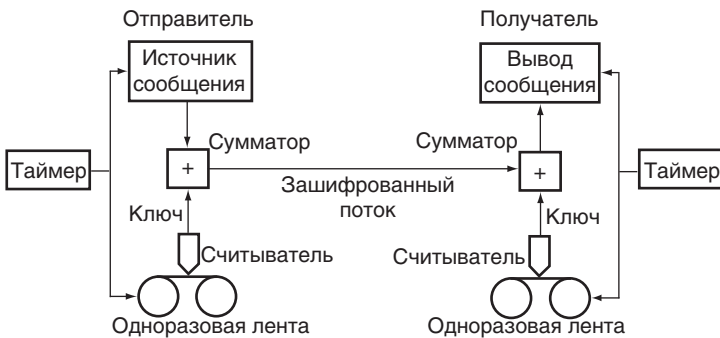 Отправитель
Получатель
Источник
сообщения
Вывод
сообщения
Сумматор
Сумматор
Таймер
+
+
Таймер
Зашифрованный
поток
Ключ
Ключ
Считыватель
Считыватель
Одноразовая лента
Одноразовая лента